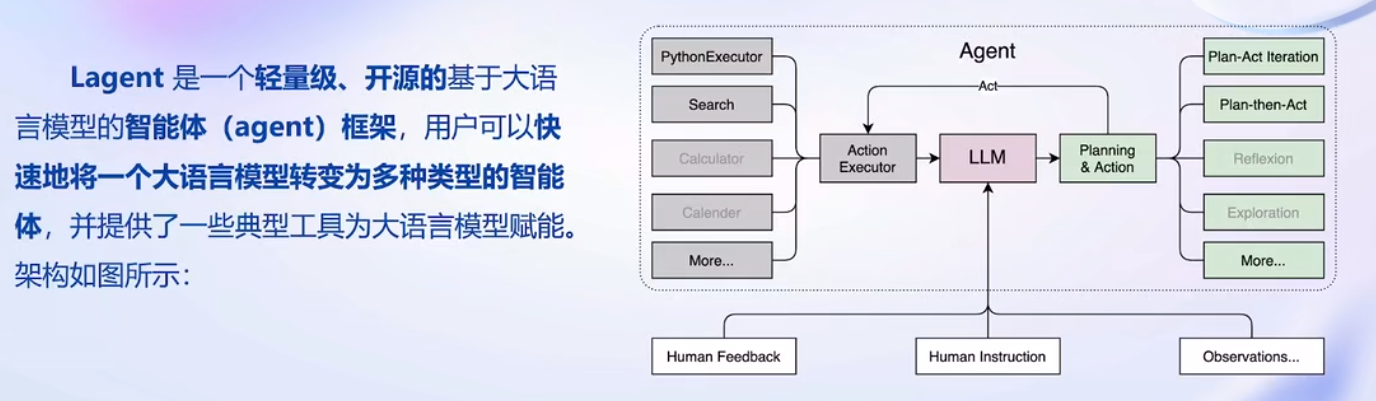 Lagent 是一个轻量级、开源的基于大语
言模型的智能体（agent）框架，用户可以快
速地将一个大语言模型转变为多种类型的智能
体，并提供了一些典型工具为大语言模型赋能。
架构如图所示：
Agent
PythonExecutor
Search
Calculator
Calender
More...
Act
Action
Executor
LLM
Planning
& Action
Plan-Act Iteration
Plan-then-Act
Reflexion
Exploration
More...
Human Feedback
Human Instruction
Observations...